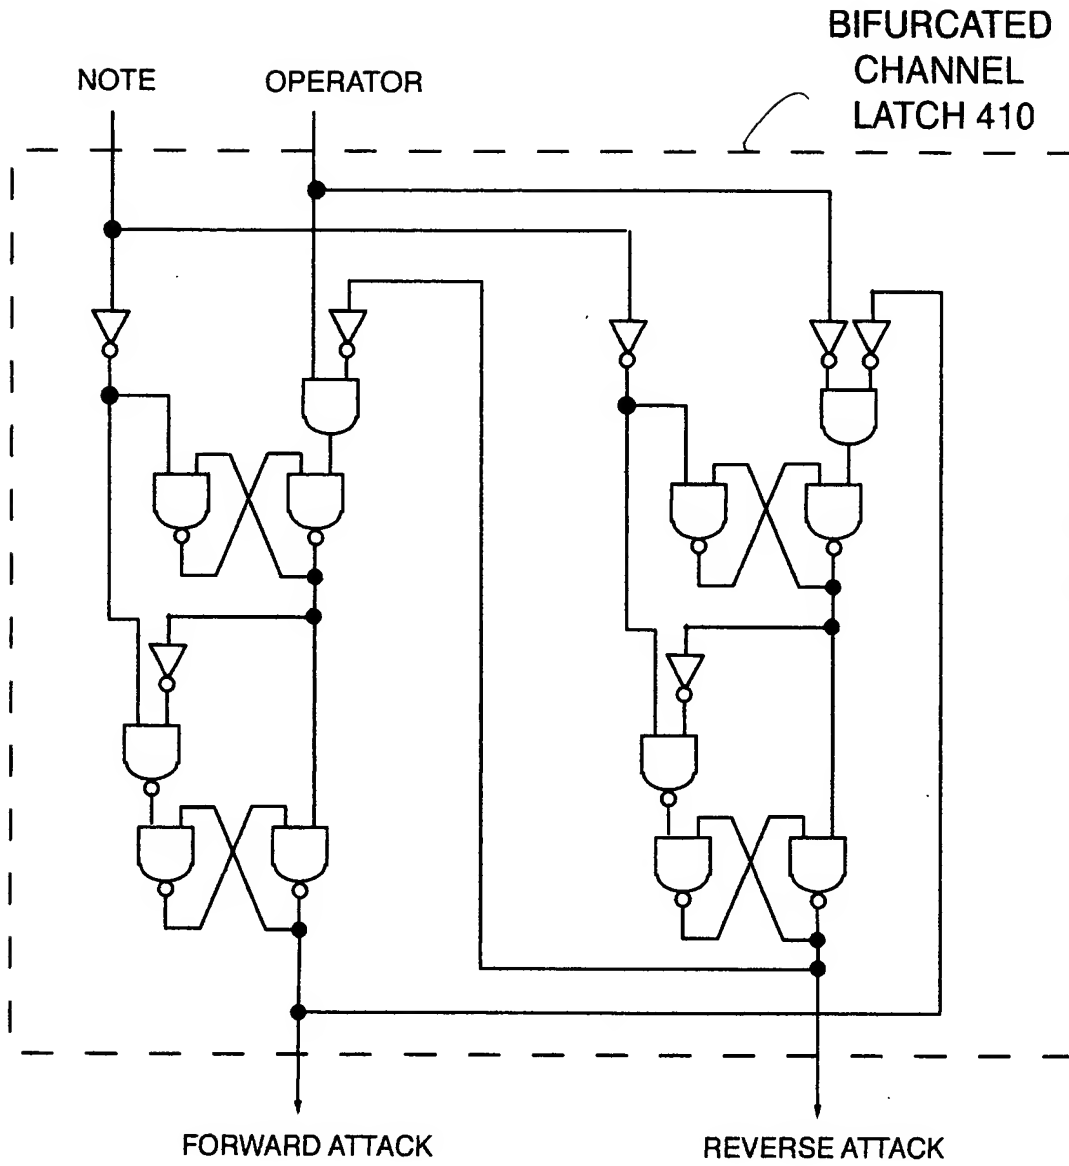 BIFURCATED
CHANNEL
LATCH 410
NOTE
OPERATOR
FORWARD ATTACK
REVERSE ATTACK